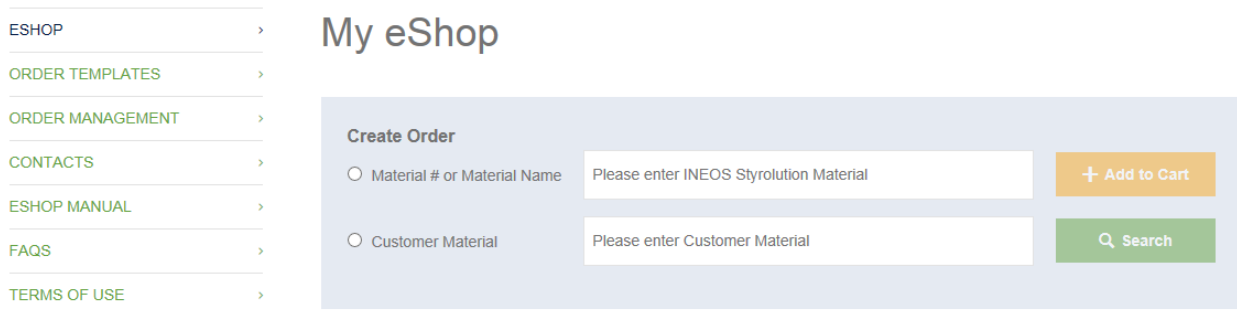 ESHOP
ORDER TEMPLATES
ORDER MANAGEMENT
CONTACTS
ESHOP MANUAL
FAQS
TERMS OF USE
My eShop
Create Order
Material # or Material Name
Please enter INEOS Styrolution Material
Add to Cart
Customer Material
Please enter Customer Material
Search